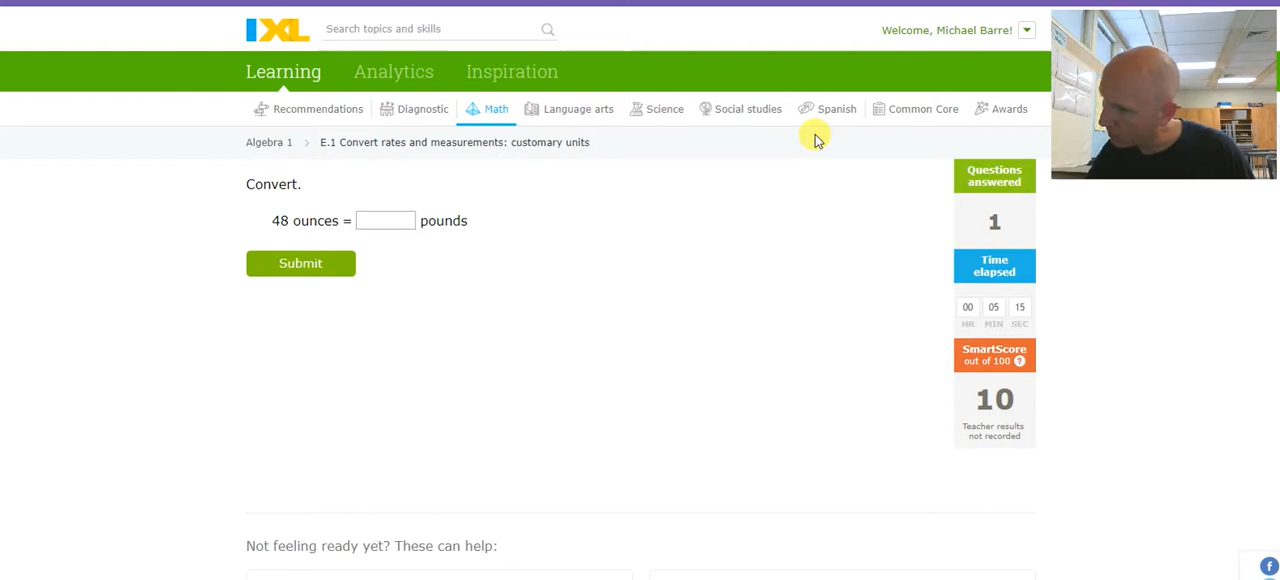 IXL
Search topics and skills
Welcome, Michael Barre!
Learning Analytics Inspiration
Recommendations Diagnostic Math Language arts Science Social studies Spanish Common Core Awards
Algebra 1 > E.1 Convert rates and measurements: customary units
Convert.
48 ounces = pounds
Submit
Questions
answered
1
Time
elapsed
00 05 15
HR MIN SEC
SmartScore
out of 100 ?
10
Teacher results
not recorded
Not feeling ready yet? These can help:
f